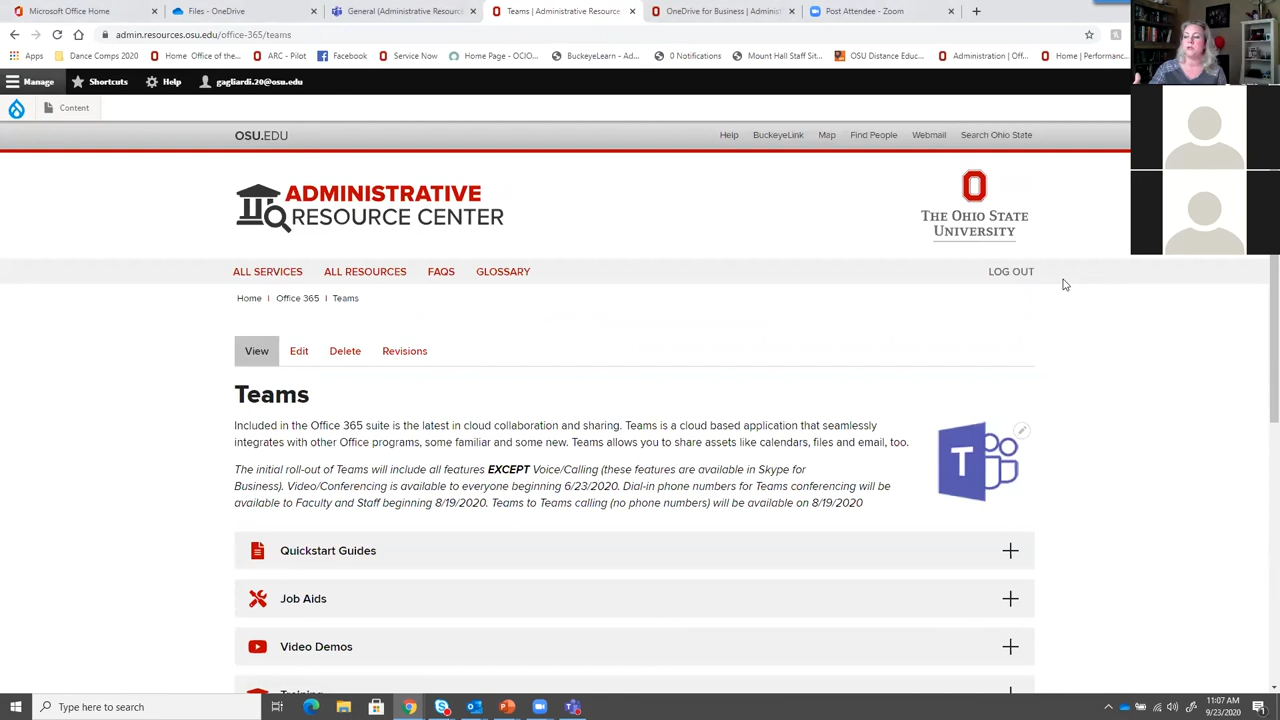 Microsoft Office Home
Files - OneDrive
General (Administrative Resourc
Teams | Administrative Resource
OneDrive for Business | Administ
Post Attendee - Zoom
admin.resources.osu.edu/office-365/teams
Apps
Dance Comps 2020
Home Office of the...
ARC - Pilot
Facebook
Service Now
Home Page - OCIO...
BuckeyeLearn - Ad...
0 Notifications
Mount Hall Staff Sit...
OSU Distance Educ...
Administration | Off...
Home | Performanc...
Manage
Shortcuts
Help
gagliardi.20@osu.edu
Content
OSU.EDU
Help
BuckeyeLink
Map
Find People
Webmail
Search Ohio State
ADMINISTRATIVE
RESOURCE CENTER
THE OHIO STATE
UNIVERSITY
ALL SERVICES
ALL RESOURCES
FAQS
GLOSSARY
LOG OUT
Home | Office 365 | Teams
View
Edit
Delete
Revisions
Teams
Included in the Office 365 suite is the latest in cloud collaboration and sharing. Teams is a cloud based application that seamlessly
integrates with other Office programs, some familiar and some new. Teams allows you to share assets like calendars, files and email, too.
The initial roll-out of Teams will include all features EXCEPT Voice/Calling (these features are available in Skype for
Business). Video/Conferencing is available to everyone beginning 6/23/2020. Dial-in phone numbers for Teams conferencing will be
available to Faculty and Staff beginning 8/19/2020. Teams to Teams calling (no phone numbers) will be available on 8/19/2020
T
Quickstart Guides
Job Aids
Video Demos
Training
Type here to search
11:07 AM
9/23/2020